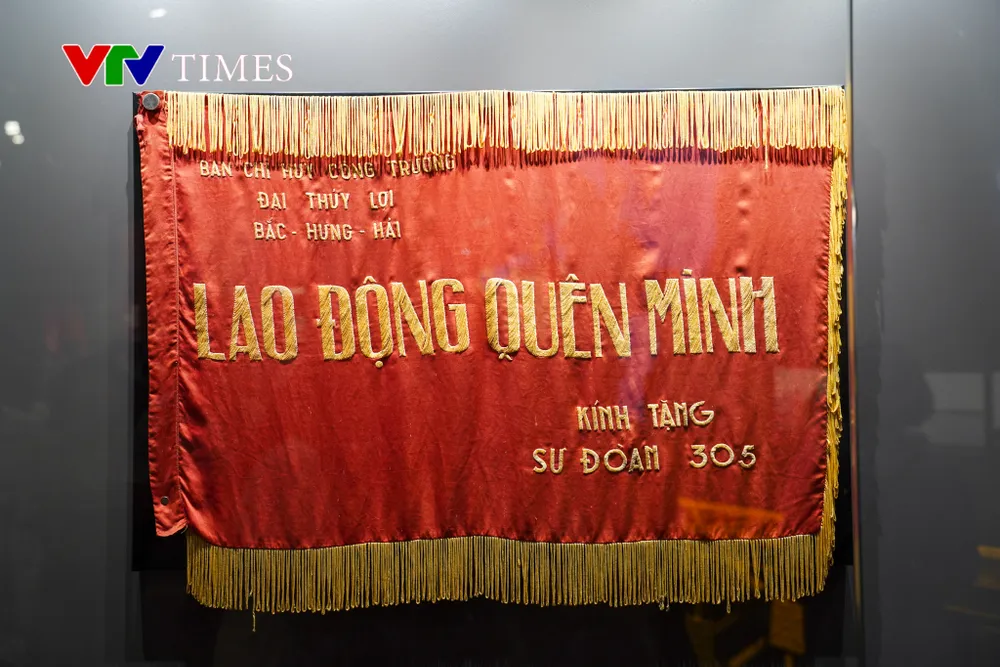 VTV TIMES
BAN CHỈ HUY CÔNG TRƯỜNG
ĐẠI THỦY LỢI
BẮC - HƯNG - HẢI
LAO ĐỘNG QUÊN MÌNH
KÍNH TẶNG
SƯ ĐOÀN 305